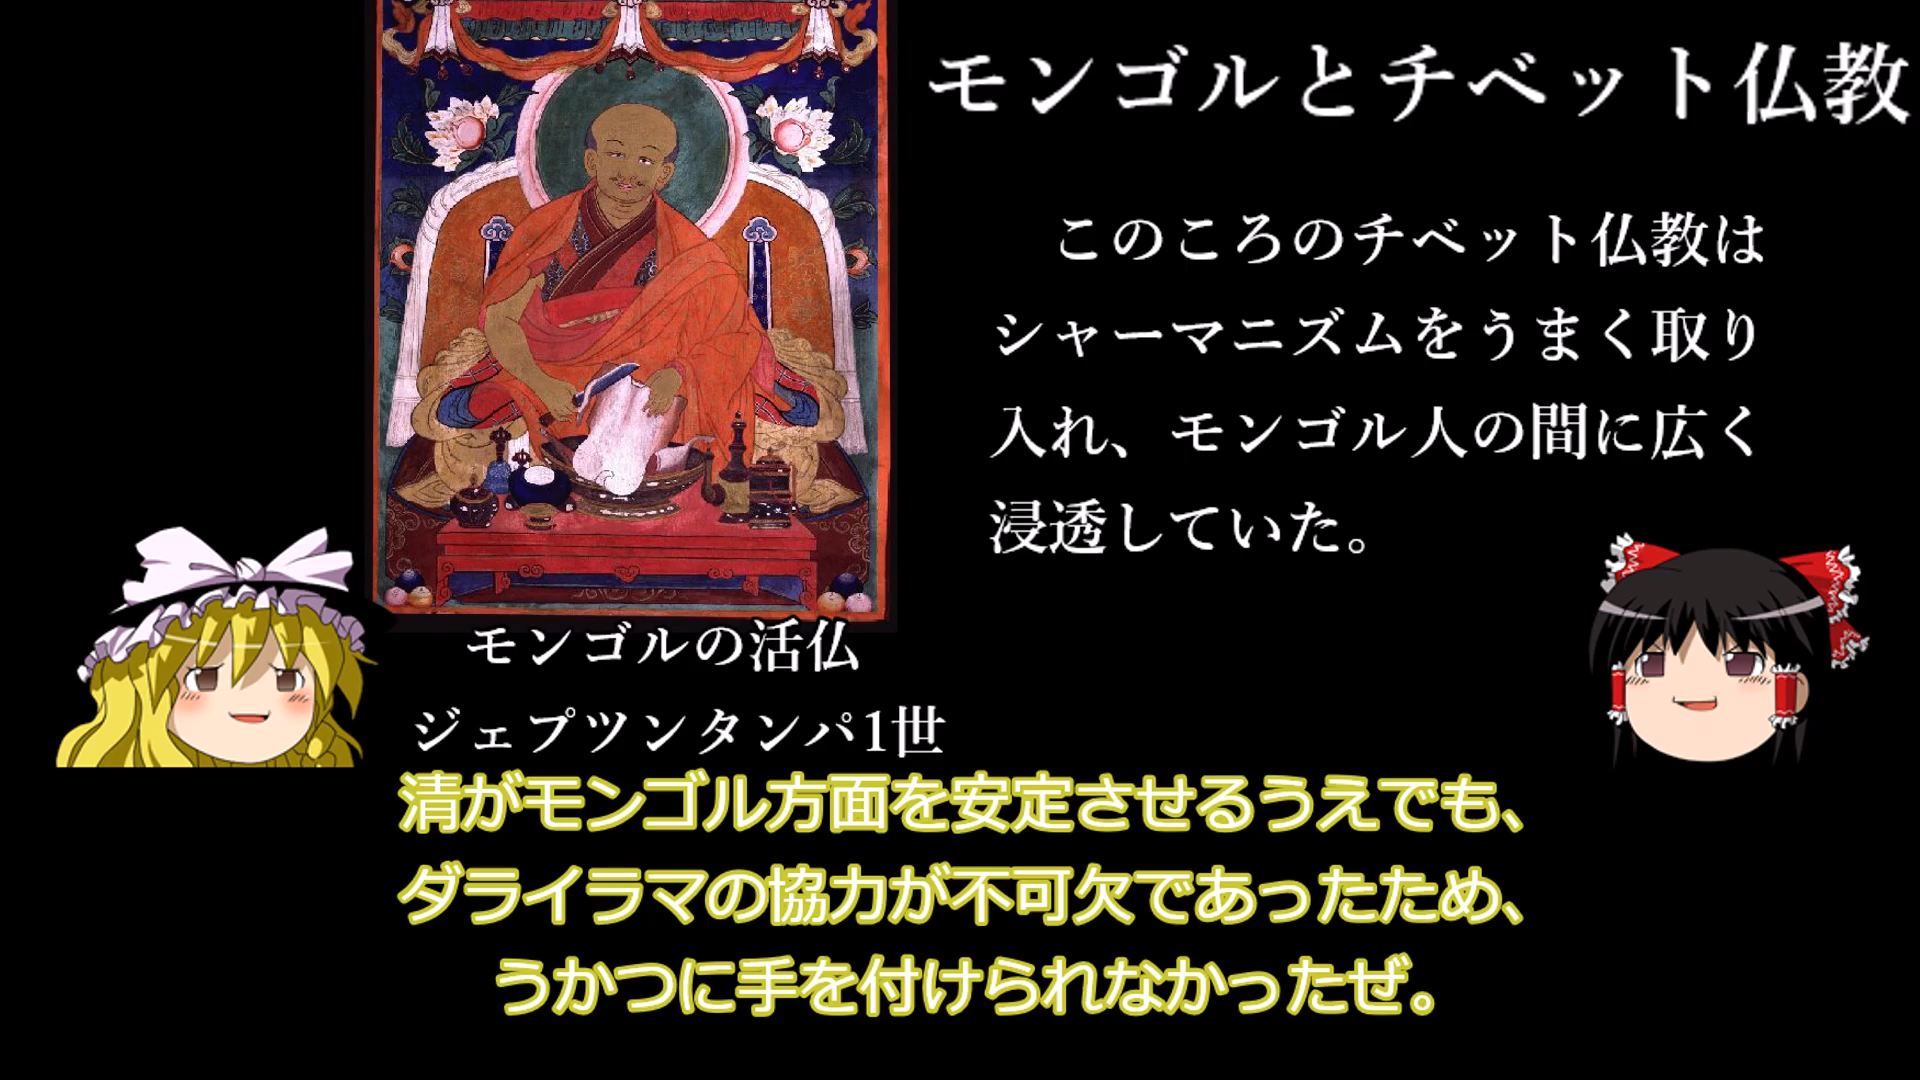 モンゴルとチベット仏教
このころのチベット仏教は
シャーマニズムをうまく取り
入れ、モンゴル人の間に広く
浸透していた。
モンゴルの活仏
ジェプツンタンパ1世
清がモンゴル方面を安定させるうえでも、
ダライラマの協力が不可欠であったため、
うかつに手を付けられなかったぜ。